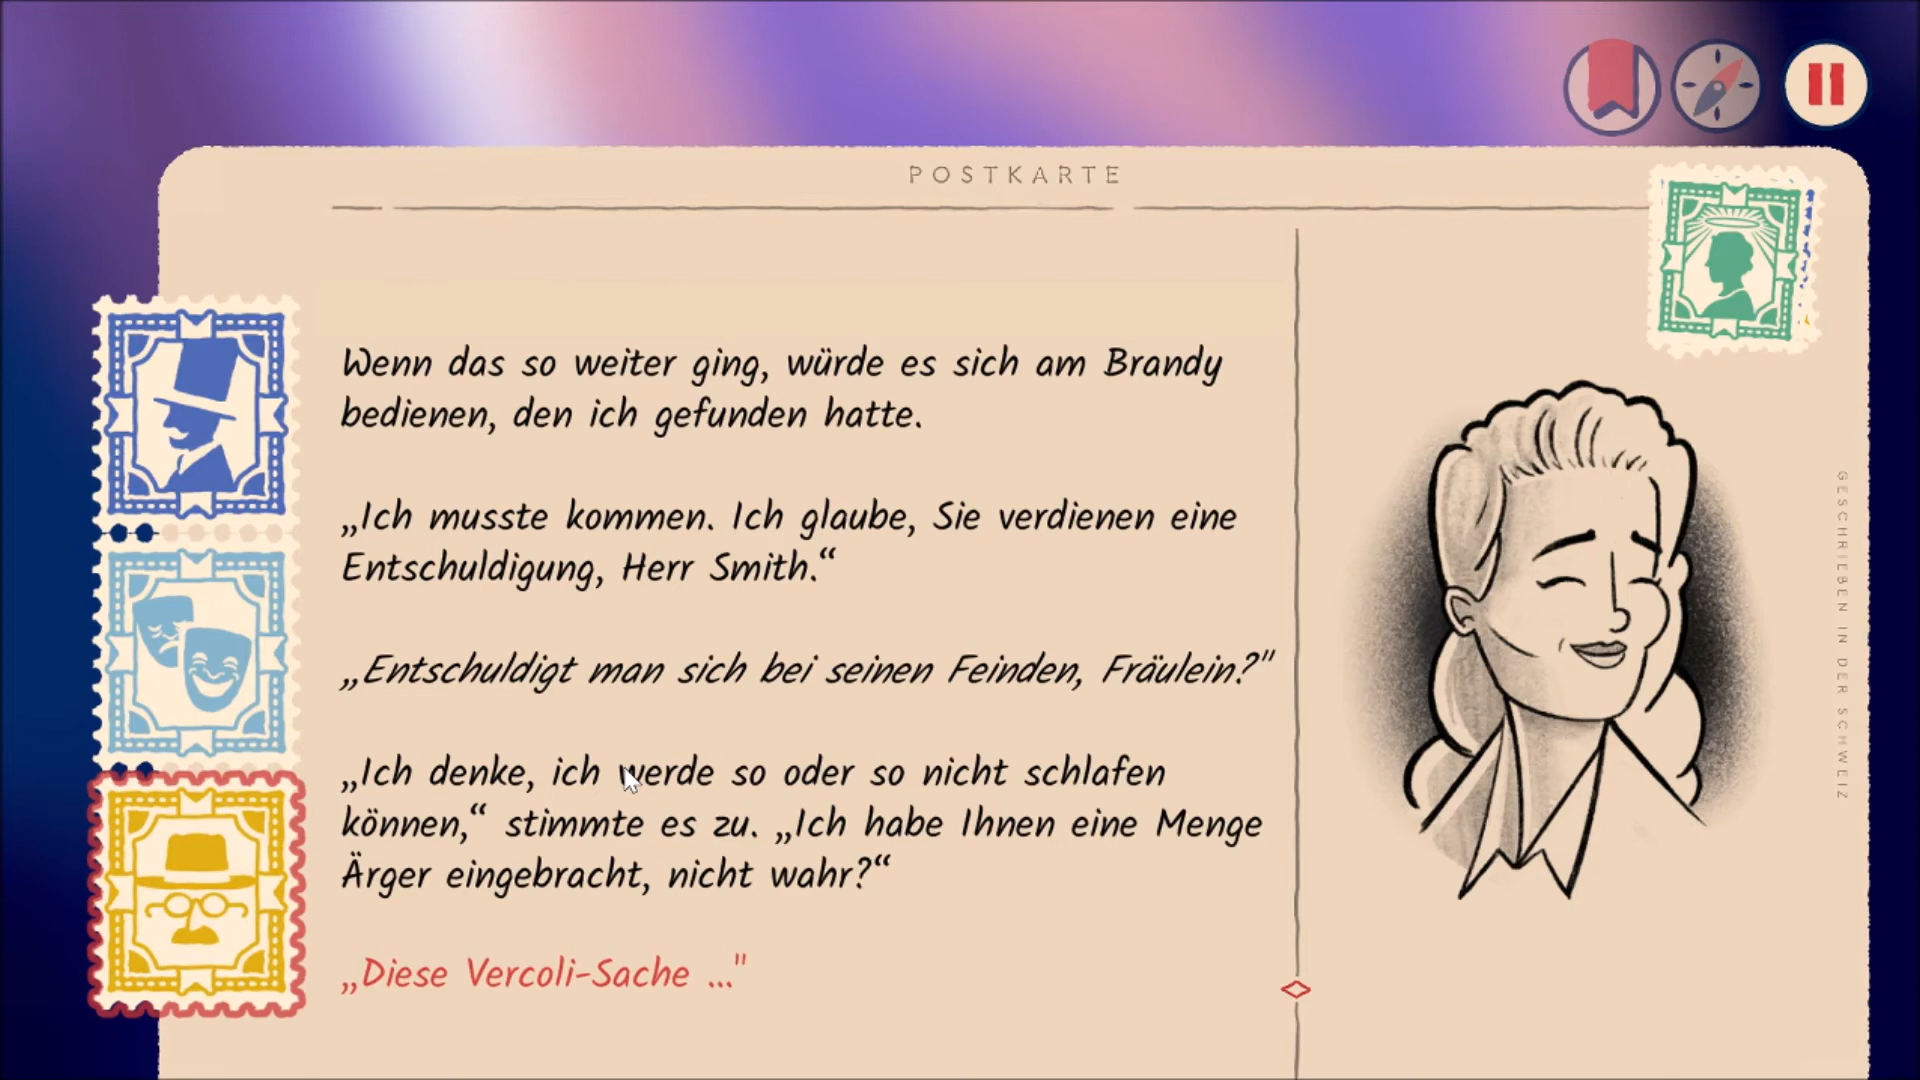 POSTKARTE
Wenn das so weiter ging, würde es sich am Brandy
bedienen, den ich gefunden hatte.
„Ich musste kommen. Ich glaube, Sie verdienen eine
Entschuldigung, Herr Smith.“
„Entschuldigt man sich bei seinen Feinden, Fräulein?"
„Ich denke, ich werde so oder so nicht schlafen
können,“ stimmte es zu. „Ich habe Ihnen eine Menge
Ärger eingebracht, nicht wahr?“
„Diese Vercoli-Sache ..."
GESCHRIEBEN IN DER SCHWEIZ